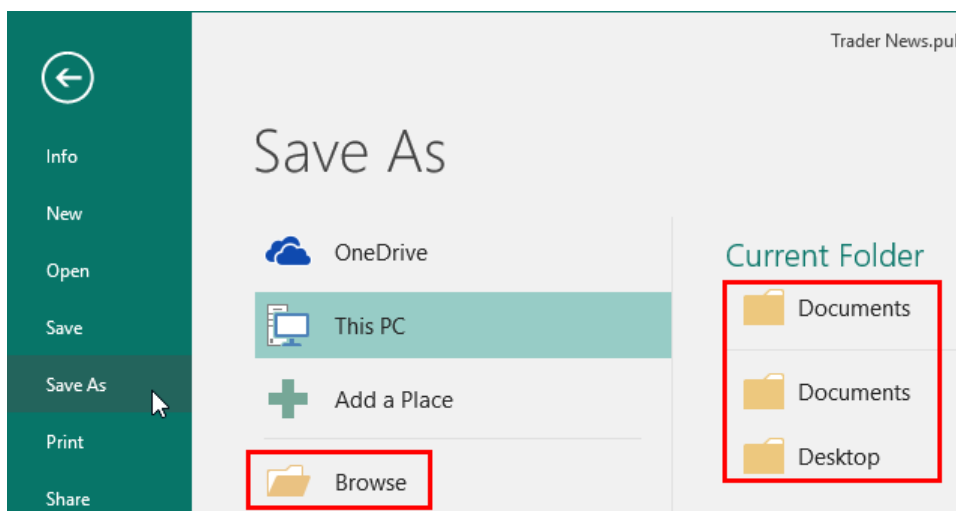 Trader News.pu
Save As
Info
New
Open
Save
Save As
Print
Share
OneDrive
This PC
Add a Place
Browse
Current Folder
Documents
Documents
Desktop